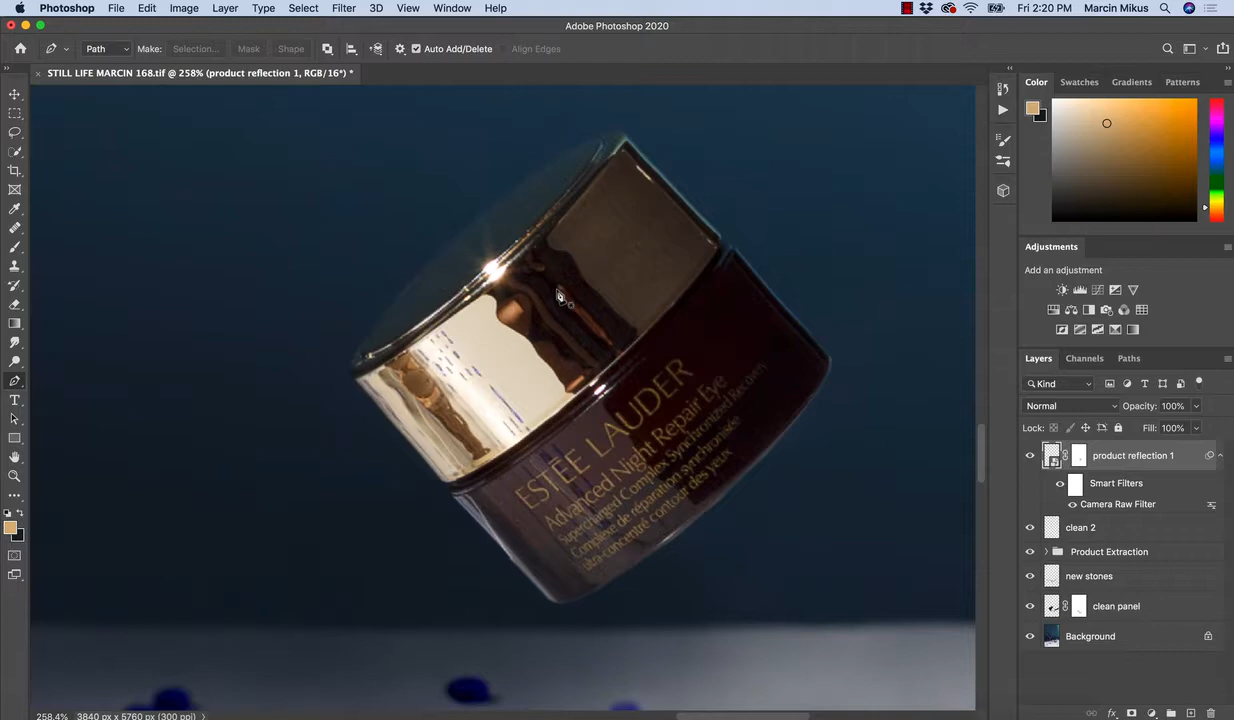 Photoshop File Edit Image Layer Type Select Filter 3D View Window Help Fri 2:20 PM Marcin Mikus
Adobe Photoshop 2020
Path Make: Selection... Mask Shape Auto Add/Delete Align Edges
STILL LIFE MARCIN 168.tif @ 258% (product reflection 1, RGB/16*) *
Color Swatches Gradients Patterns
Adjustments
Add an adjustment
Layers Channels Paths
Kind
Normal Opacity: 100%
Lock: Fill: 100%
product reflection 1
Smart Filters
Camera Raw Filter
clean 2
Product Extraction
new stones
clean panel
Background
ESTĒE LAUDER
Advanced Night Repair Eye
Supercharged Complex Synchronized Recovery
Complexe de réparation synchronisée
ultra-concentré contour des yeux
258.4% 3840 px x 5760 px (300 ppi)
fx